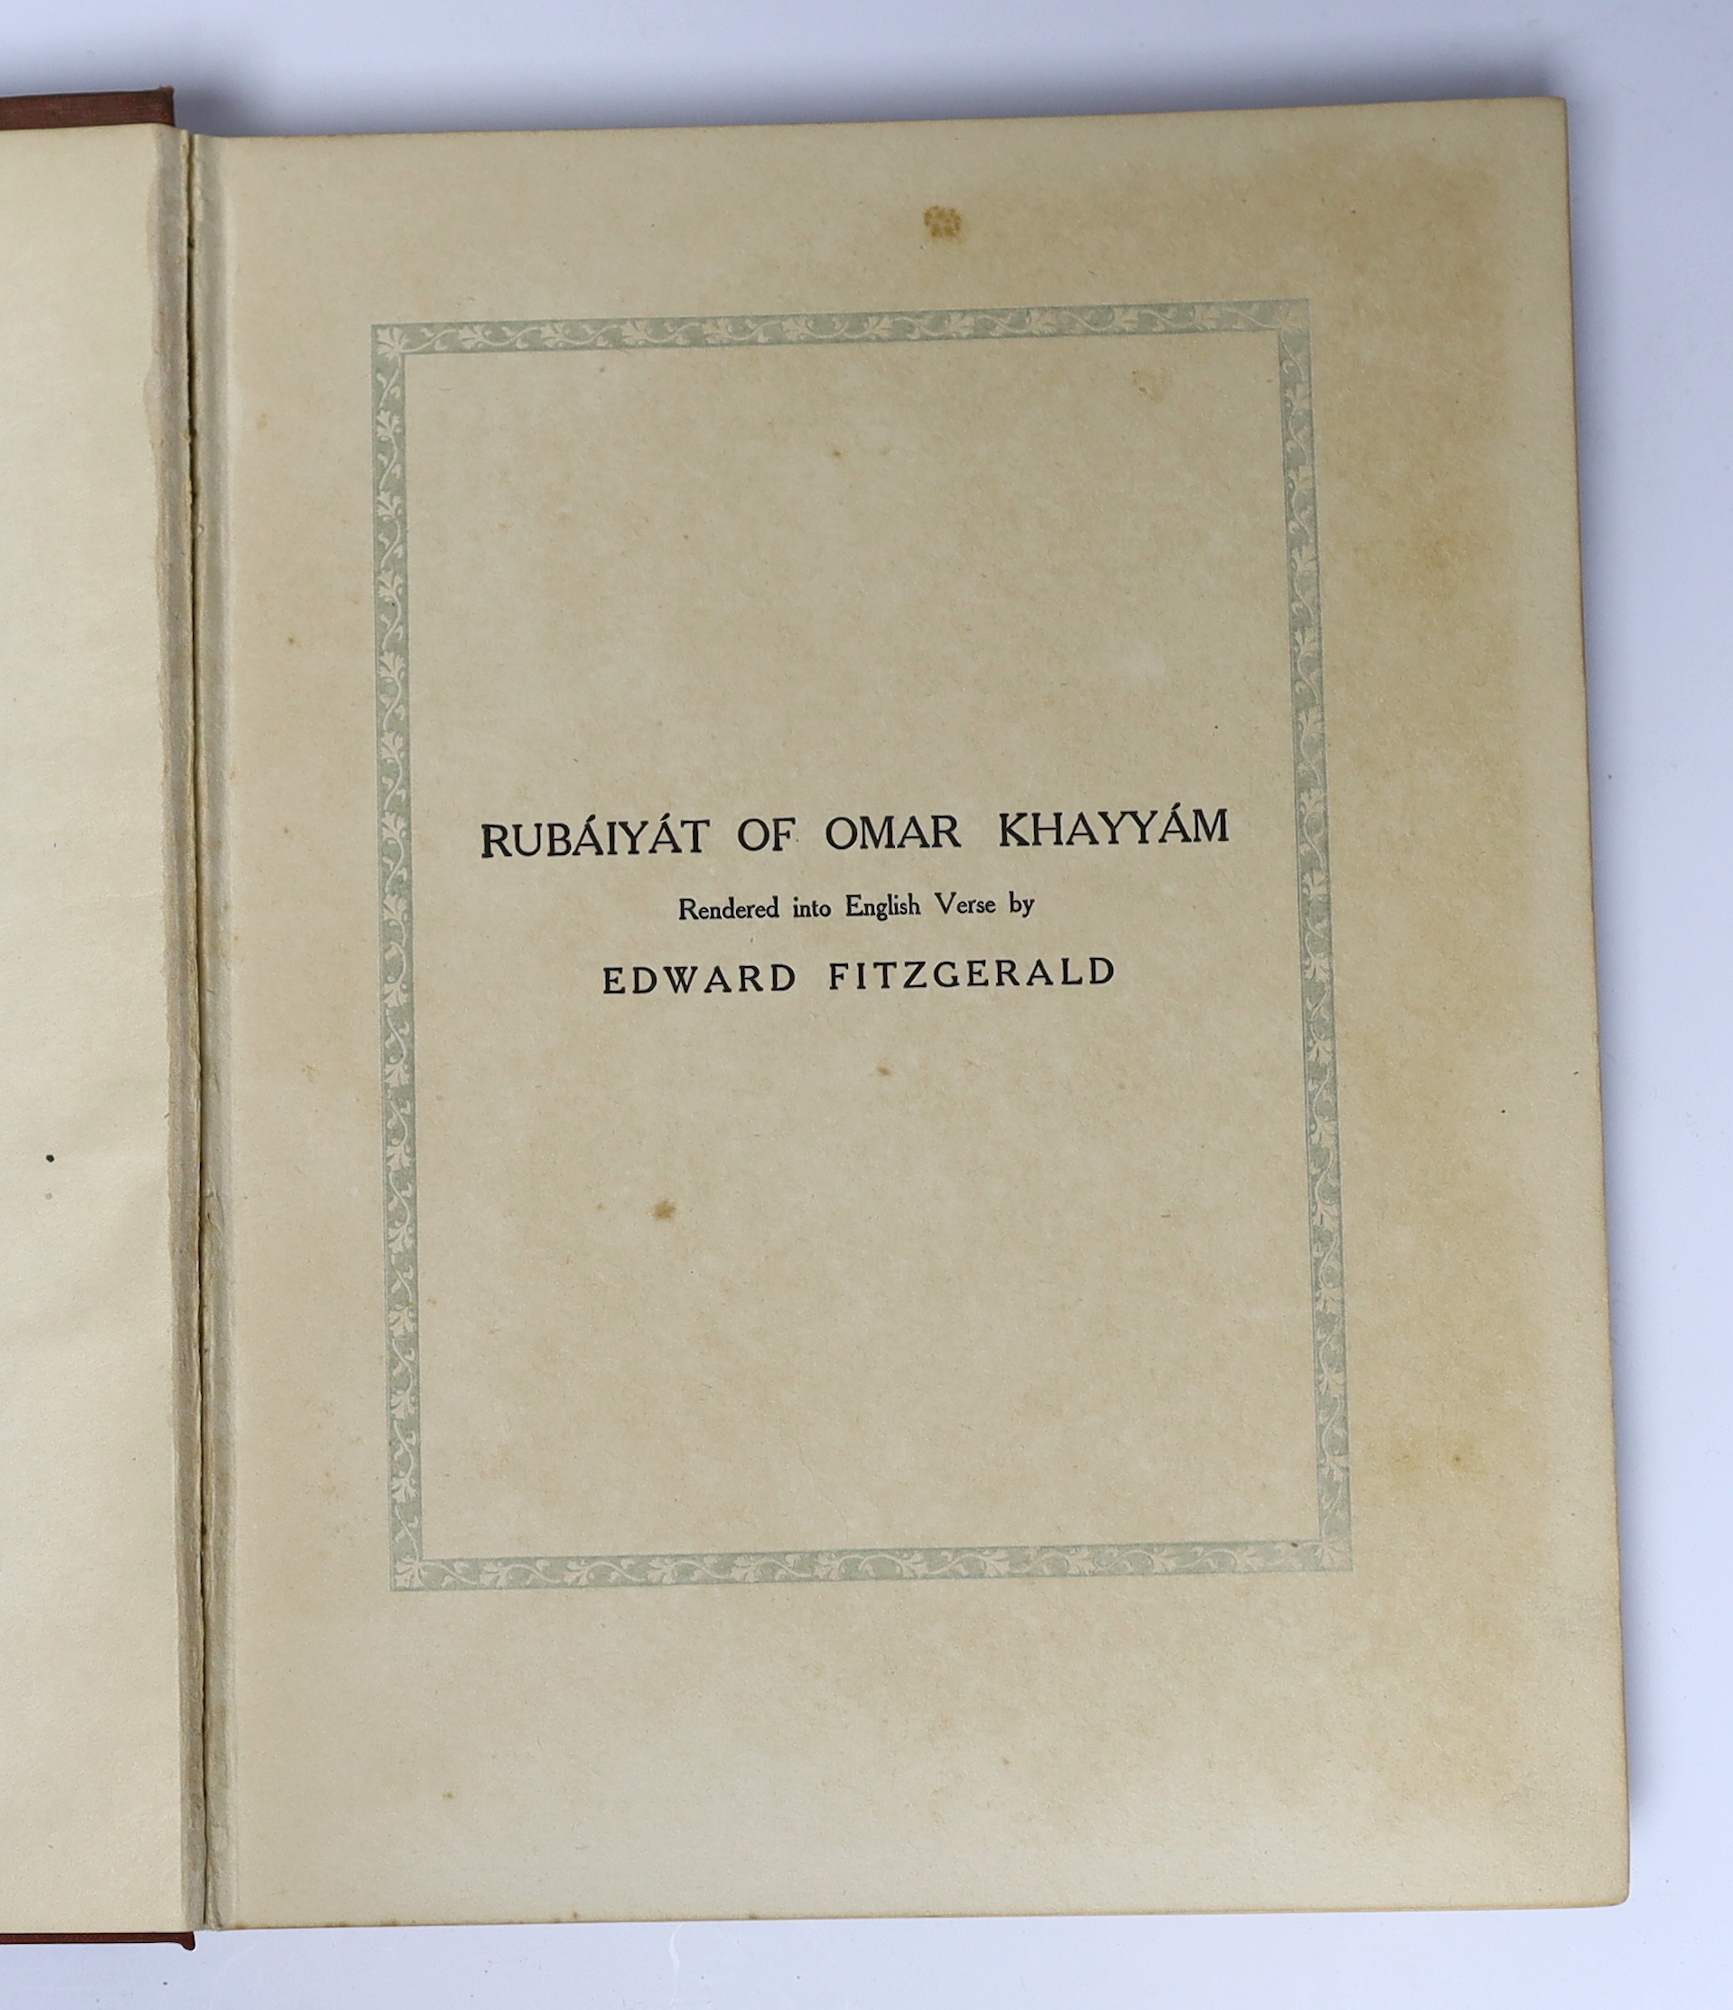 RUBÁIYÁT OF OMAR KHAYYÁM
Rendered into English Verse by
EDWARD FITZGERALD